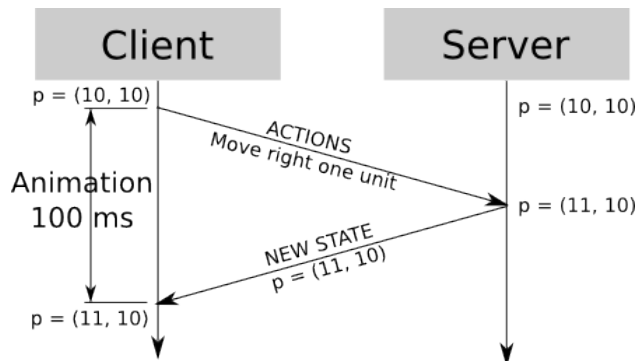 Client
Server
p = (10, 10)
p = (10, 10)
ACTIONS
Move right one unit
Animation
100 ms
p = (11, 10)
NEW STATE
p = (11, 10)
p = (11, 10)